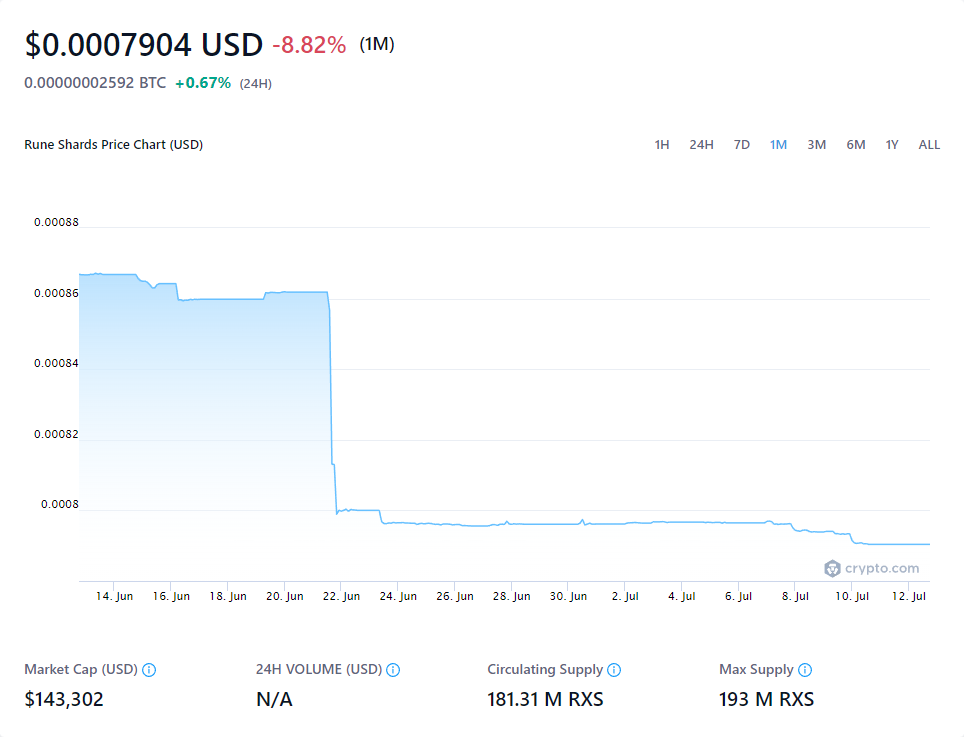 $0.0007904 USD -8.82% (1M)
0.00000002592 BTC +0.67% (24H)
Rune Shards Price Chart (USD) 1H 24H 7D 1M 3M 6M 1Y ALL
0.00088
0.00086
0.00084
0.00082
0.0008
crypto.com
14. Jun 16. Jun 18. Jun 20. Jun 22. Jun 24. Jun 26. Jun 28. Jun 30. Jun 2. Jul 4. Jul 6. Jul 8. Jul 10. Jul 12. Jul
Market Cap (USD) 24H VOLUME (USD) Circulating Supply Max Supply
$143,302 N/A 181.31 M RXS 193 M RXS